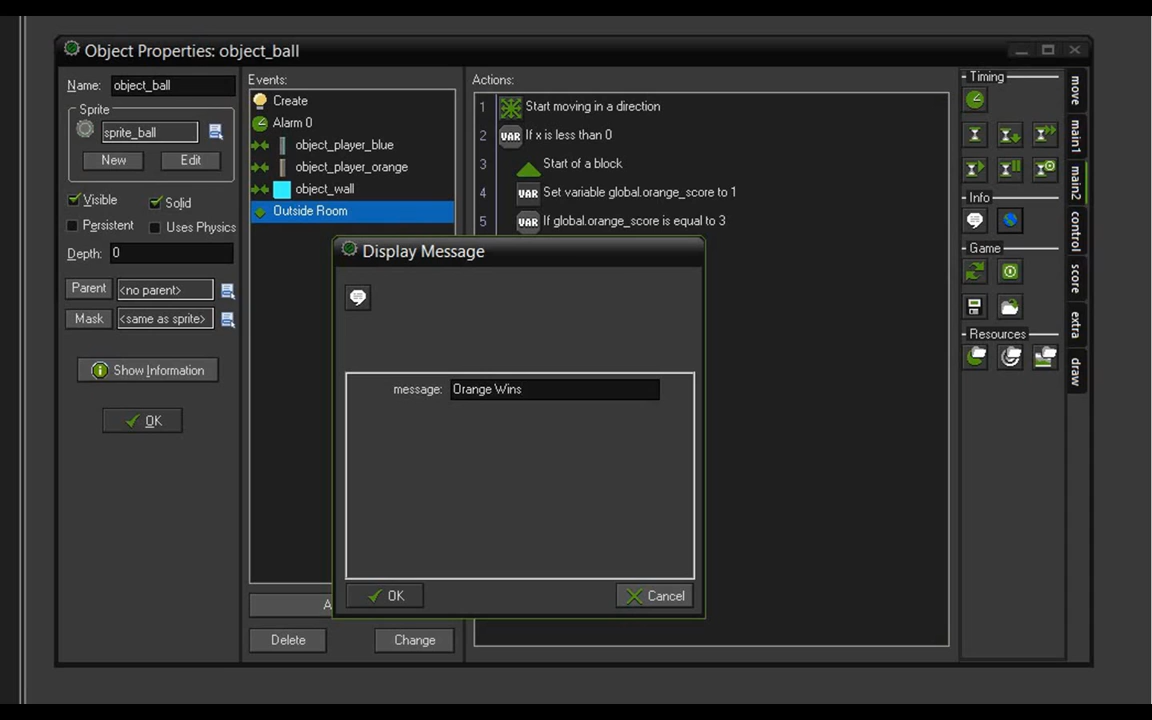 Object Properties: object_ball
Name: object_ball
Sprite
sprite_ball
New Edit
Visible Solid
Persistent Uses Physics
Depth: 0
Parent <no parent>
Mask <same as sprite>
Show Information
OK
Events:
Create
Alarm 0
object_player_blue
object_player_orange
object_wall
Outside Room
A
Delete Change
Actions:
1 Start moving in a direction
2 VAR If x is less than 0
3 Start of a block
4 VAR Set variable global.orange_score to 1
5 VAR If global.orange_score is equal to 3
Display Message
message: Orange Wins
OK Cancel
Timing
Info
Game
Resources
move
main1
main2
control
score
extra
draw